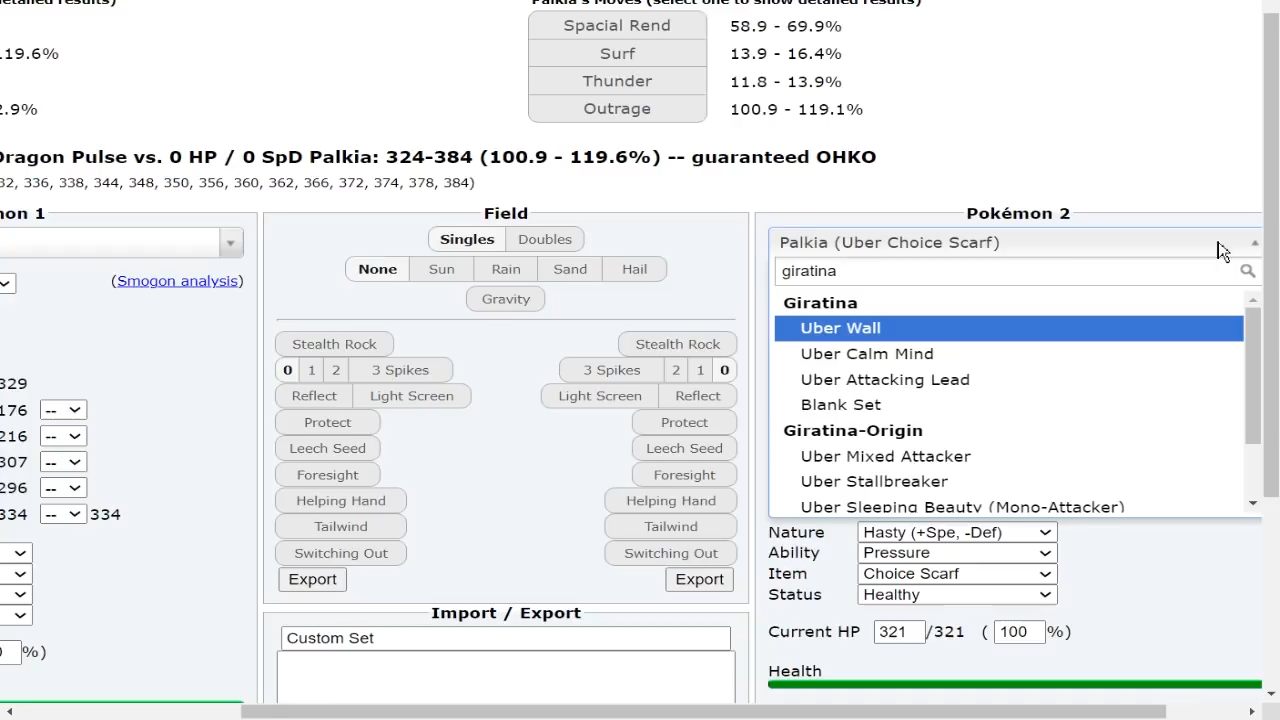 detailed results)
Palkia's Moves (select one to show detailed results)
Spacial Rend 58.9 - 69.9%
119.6% Surf 13.9 - 16.4%
Thunder 11.8 - 13.9%
2.9% Outrage 100.9 - 119.1%
Dragon Pulse vs. 0 HP / 0 SpD Palkia: 324-384 (100.9 - 119.6%) -- guaranteed OHKO
32, 336, 338, 344, 348, 350, 356, 360, 362, 366, 372, 374, 378, 384)
mon 1
(Smogon analysis)
329
176 --
216 --
307 --
296 --
334 -- 334
%)
Field
Singles Doubles
None Sun Rain Sand Hail
Gravity
Stealth Rock Stealth Rock
0 1 2 3 Spikes 3 Spikes 2 1 0
Reflect Light Screen Light Screen Reflect
Protect Protect
Leech Seed Leech Seed
Foresight Foresight
Helping Hand Helping Hand
Tailwind Tailwind
Switching Out Switching Out
Export Export
Import / Export
Custom Set
Pokémon 2
Palkia (Uber Choice Scarf)
giratina
Giratina
Uber Wall
Uber Calm Mind
Uber Attacking Lead
Blank Set
Giratina-Origin
Uber Mixed Attacker
Uber Stallbreaker
Uber Sleeping Beauty (Mono-Attacker)
Nature Hasty (+Spe, -Def)
Ability Pressure
Item Choice Scarf
Status Healthy
Current HP 321 /321 ( 100 %)
Health